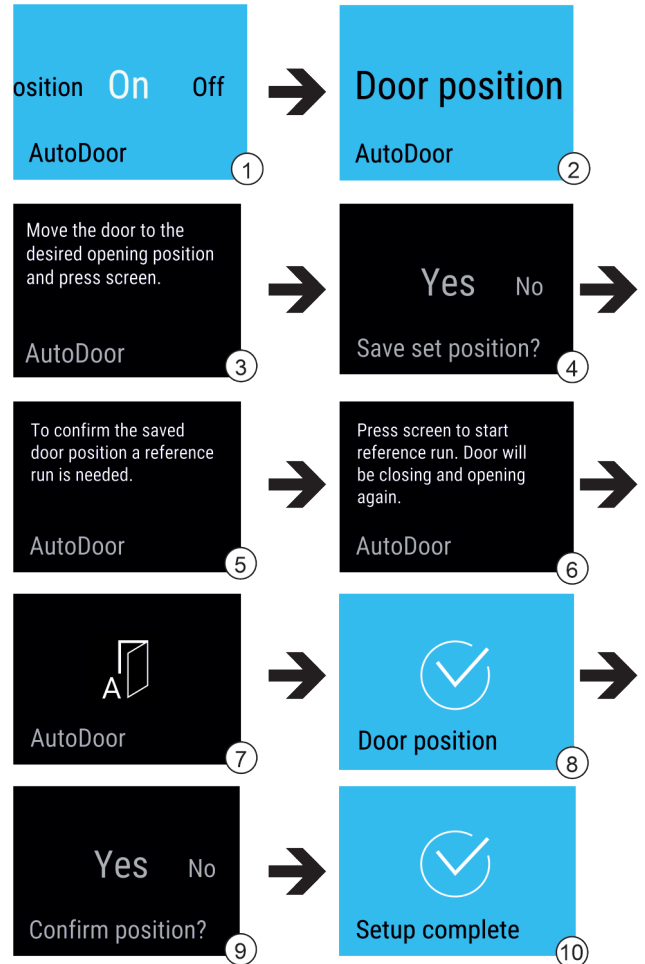 osition On Off
AutoDoor
1
Door position
AutoDoor
2
Move the door to the
desired opening position
and press screen.
AutoDoor
3
Yes No
Save set position?
4
To confirm the saved
door position a reference
run is needed.
AutoDoor
5
Press screen to start
reference run. Door will
be closing and opening
again.
AutoDoor
6
A
AutoDoor
7
Door position
8
Yes No
Confirm position?
9
Setup complete
10